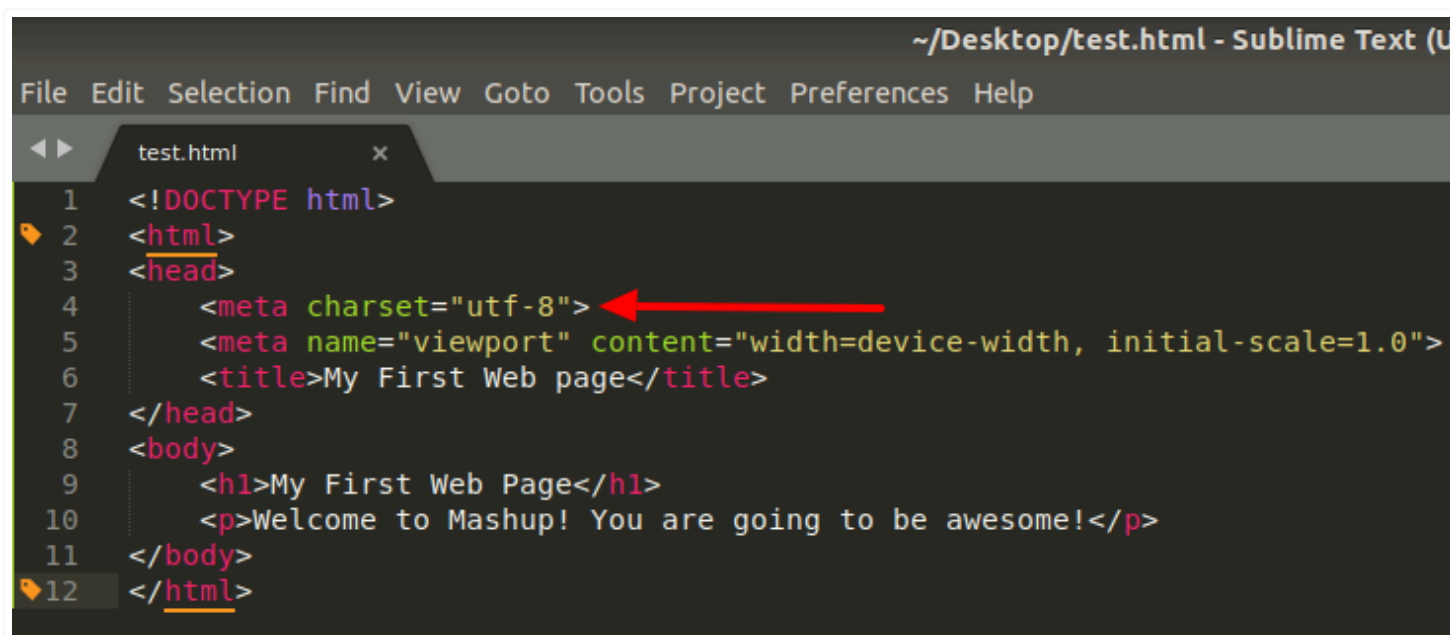 ~/Desktop/test.html - Sublime Text (U
File Edit Selection Find View Goto Tools Project Preferences Help
test.html ×
1 <!DOCTYPE html>
2 <html>
3 <head>
4     <meta charset="utf-8">
5     <meta name="viewport" content="width=device-width, initial-scale=1.0">
6     <title>My First Web page</title>
7 </head>
8 <body>
9     <h1>My First Web Page</h1>
10     <p>Welcome to Mashup! You are going to be awesome!</p>
11 </body>
12 </html>